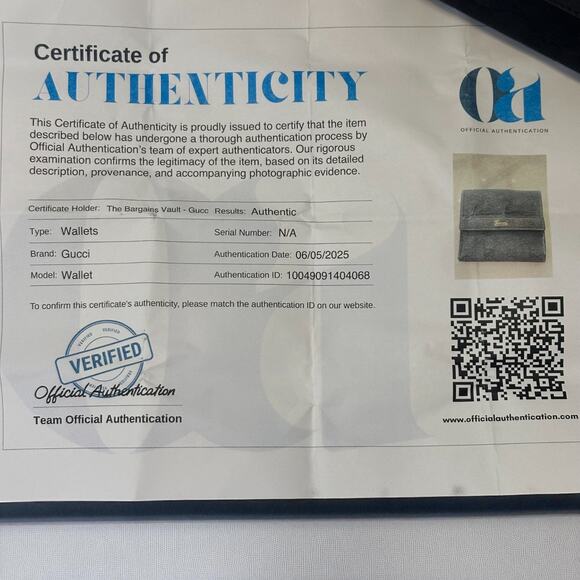 Certificate of
AUTHENTICITY
This Certificate of Authenticity is proudly issued to certify that the item
described below has undergone a thorough authentication process by
Official Authentication's team of expert authenticators. Our rigorous
examination confirms the legitimacy of the item, based on its detailed
description, provenance, and accompanying photographic evidence.
Oa
OFFICIAL AUTHENTICATION
Certificate Holder: The Bargains Vault - Gucc Results: Authentic
Type: Wallets Serial Number: N/A
Brand: Gucci Authentication Date: 06/05/2025
Model: Wallet Authentication ID: 10049091404068
To confirm this certificate's authenticity, please match the authentication ID on our website.
VERIFIED
VERIFIED
VERIFIED
Official Authentication
Team Official Authentication
www.officialauthentication.com